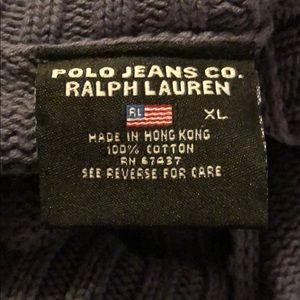 POLO JEANS CO.
RALPH LAUREN
RL XL
MADE IN HONG KONG
100% COTTON
RN 67437
SEE REVERSE FOR CARE